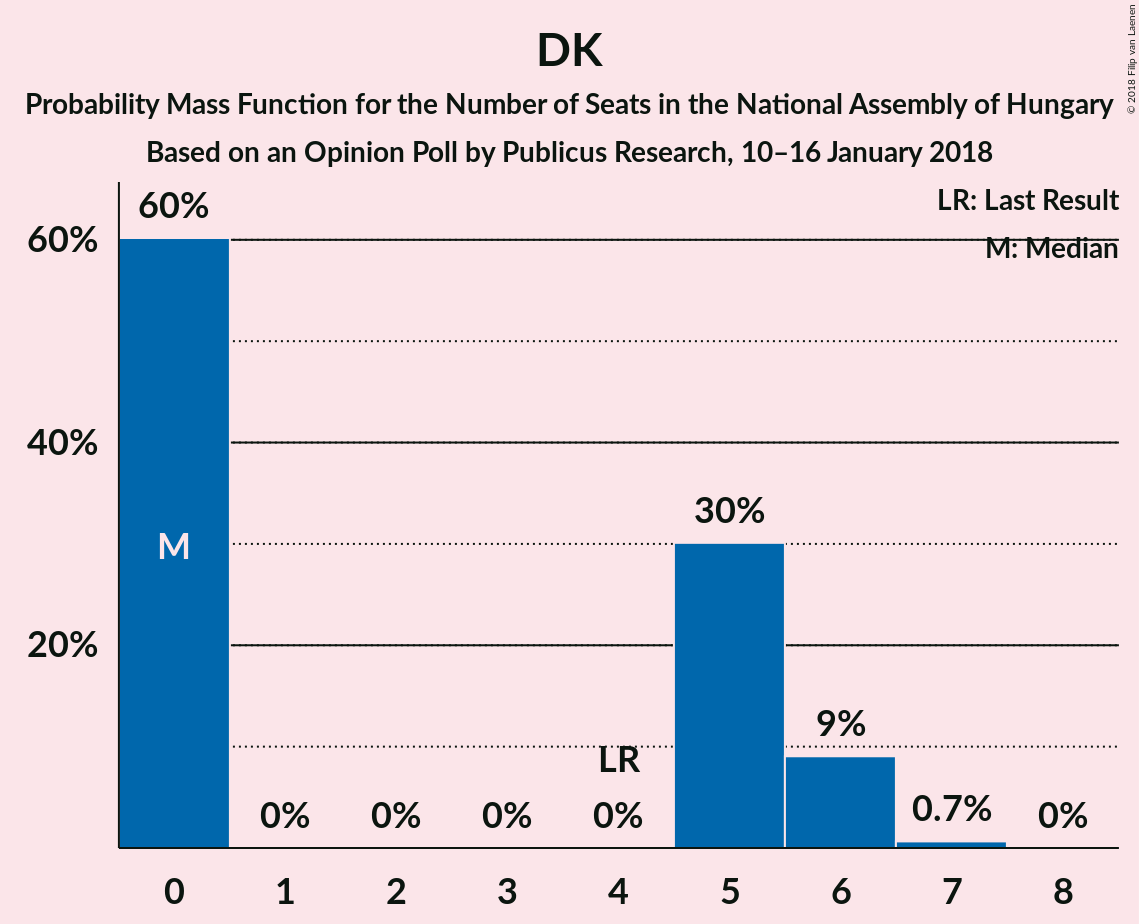 DK
Probability Mass Function for the Number of Seats in the National Assembly of Hungary
Based on an Opinion Poll by Publicus Research, 10–16 January 2018
© 2018 Filip van Laenen
LR: Last Result
M: Median
60%
60%
40%
20%
M
30%
9%
LR
0%
0%
0%
0%
0.7%
0%
0 1 2 3 4 5 6 7 8